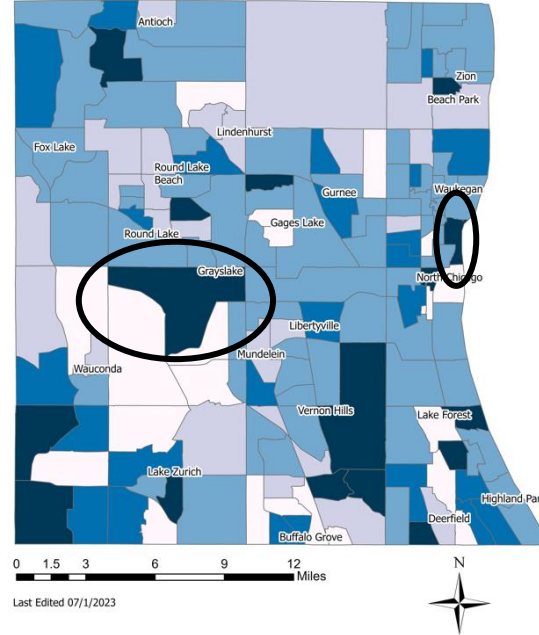 Antioch
Zion
Beach Park
Lindenhurst
Fox Lake
Round Lake
Beach
Gurnee
Waukegan
Gages Lake
Round Lake
Grayslake
North Chicago
Libertyville
Mundelein
Wauconda
Vernon Hills
Lake Forest
Lake Zurich
Highland Par
Deerfield
Buffalo Grove
0 1.5 3 6 9 12
Miles
N
Last Edited 07/1/2023